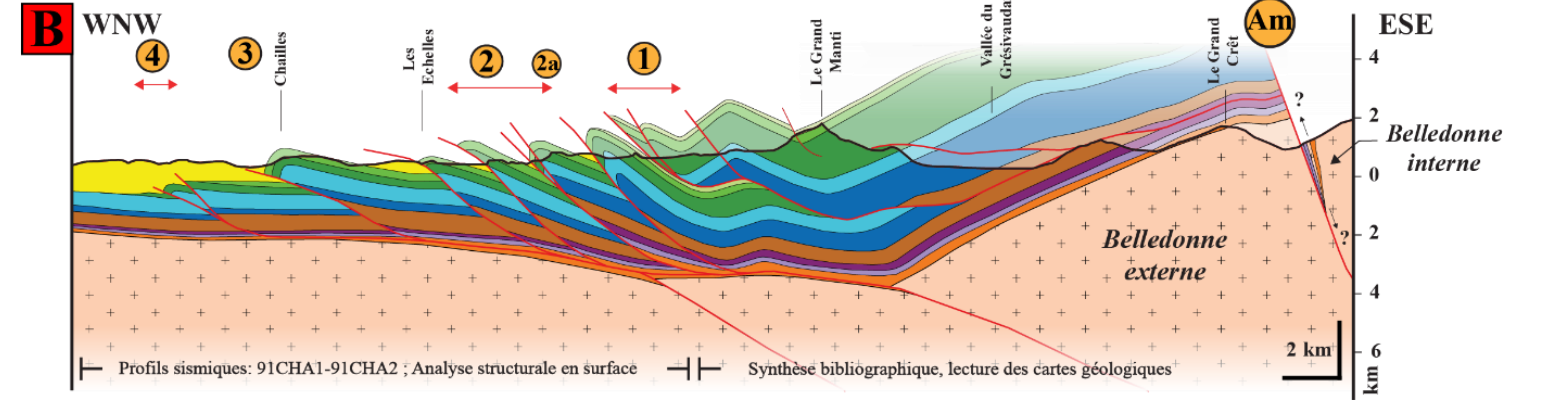 B
WNW
4
3
Chailles
Les
Echelles
2
2a
1
Le Grand
Manti
Vallée du
Grésivauda
Le Grand
Crêt
Am
ESE
4
2
0
2
4
6
km
?
?
Belledonne
interne
Belledonne
externe
2 km
Profils sismiques: 91CHA1-91CHA2 ; Analyse structurale en surface
Synthèse bibliographique, lecture des cartes géologiques